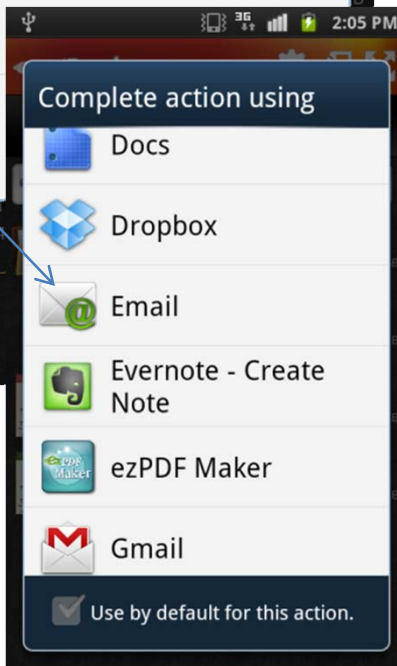 3G 2:05 PM
Complete action using
Docs
Dropbox
Email
Evernote - Create
Note
ezPDF Maker
Gmail
Use by default for this action.